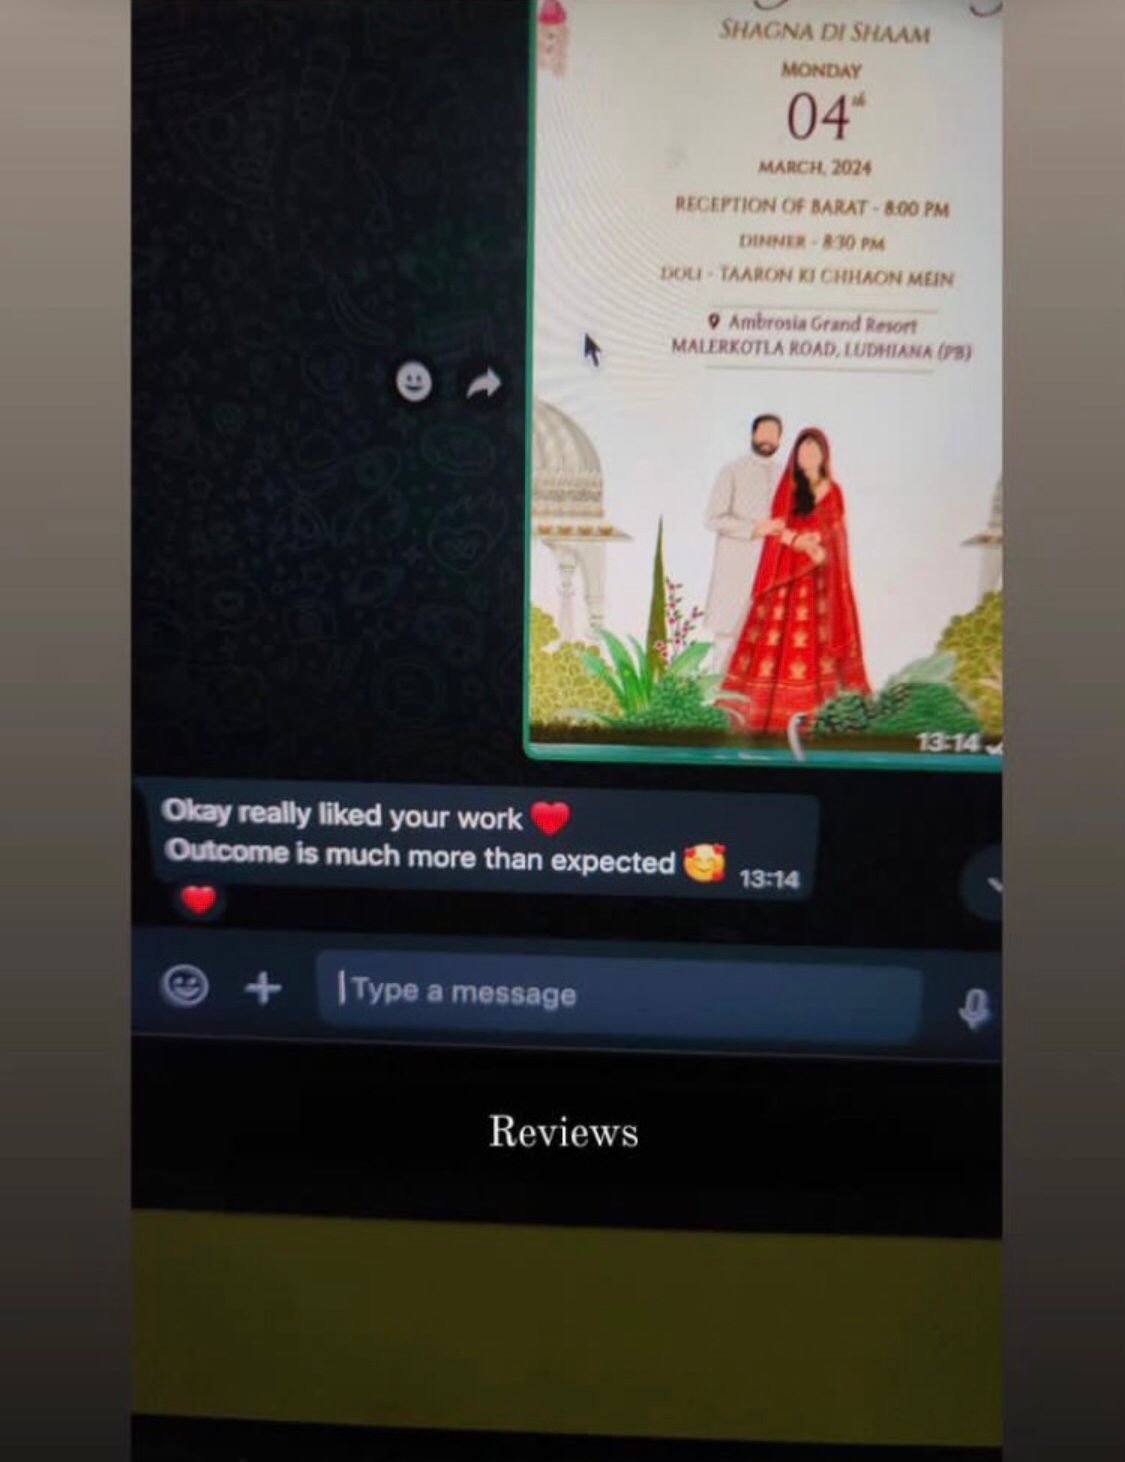 SHAGNA DI SHAAM
MONDAY
04th
MARCH, 2024
RECEPTION OF BARAT - 8:00 PM
DINNER - 8:30 PM
DOLI - TAARON KI CHHAON MEIN
Ambrosia Grand Resort
MALERKOTLA ROAD, LUDHIANA (PB)
13:14
Okay really liked your work ❤️
Outcome is much more than expected 🥰 13:14
❤️
Type a message
Reviews